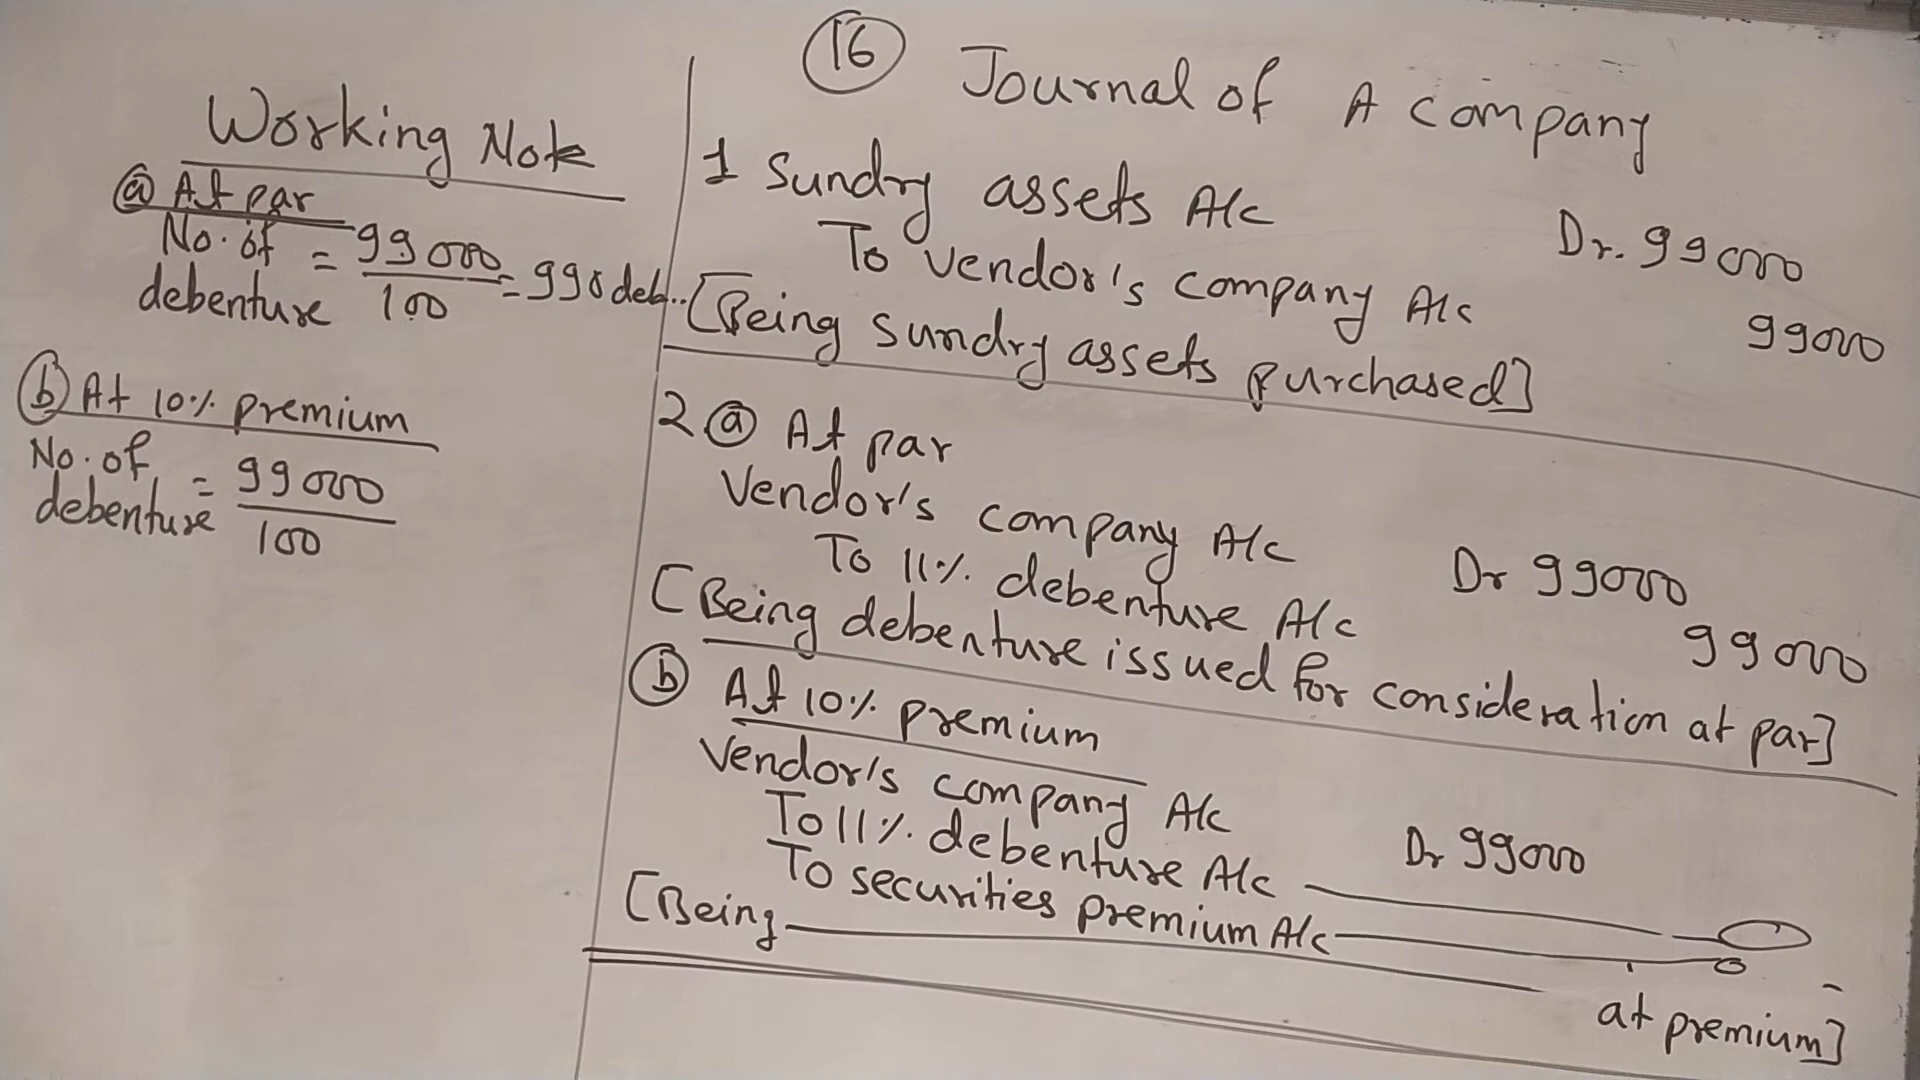 16 Journal of A company
Working Note
@ At par
No. of debenture = 99000 / 100 = 990 deb..
b At 10% premium
No. of debenture = 99000 / 100
1 Sundry assets A/c Dr. 99000
To vendor's company A/c 99000
[Being sundry assets purchased]
2 @ At par
Vendor's company A/c Dr 99000
To 11% debenture A/c 99000
[Being debenture issued for consideration at par]
b At 10% premium
Vendor's company A/c Dr 99000
To 11% debenture A/c
To securities premium A/c
[Being at premium]